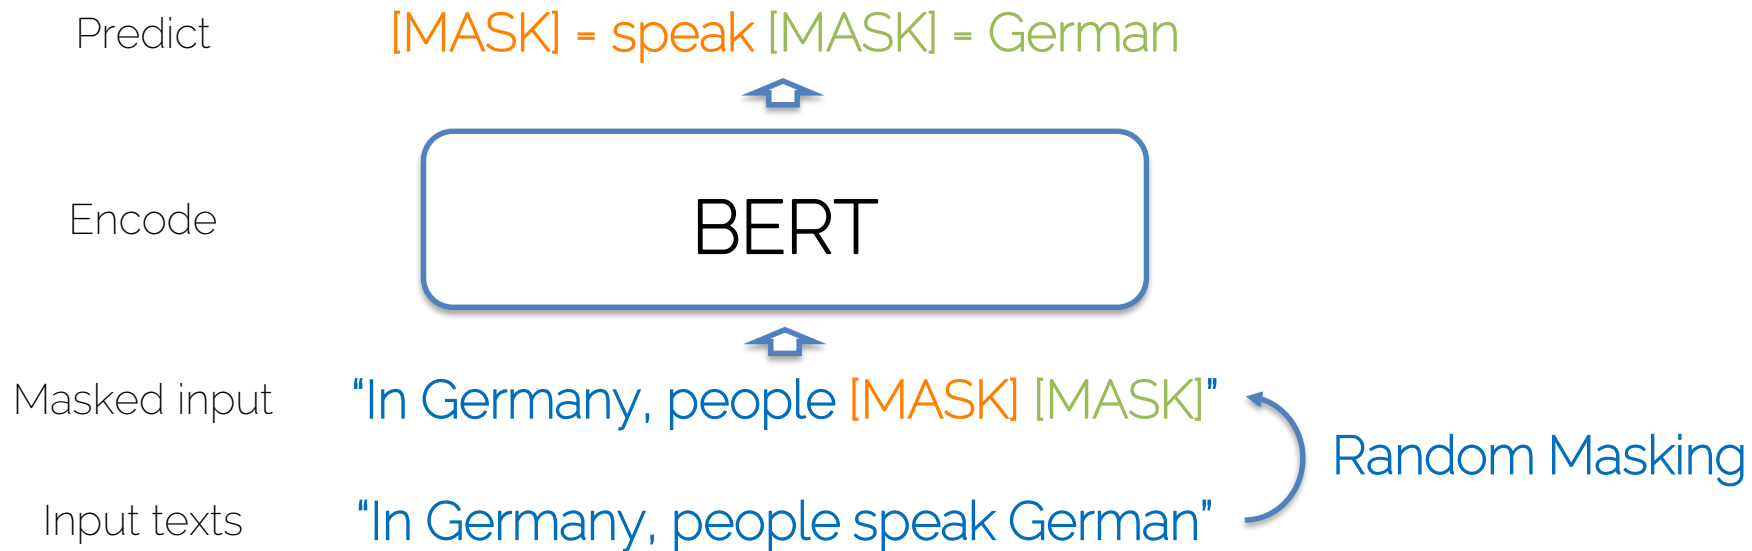 Predict [MASK] = speak [MASK] = German
Encode BERT
Masked input “In Germany, people [MASK] [MASK]”
Random Masking
Input texts “In Germany, people speak German”